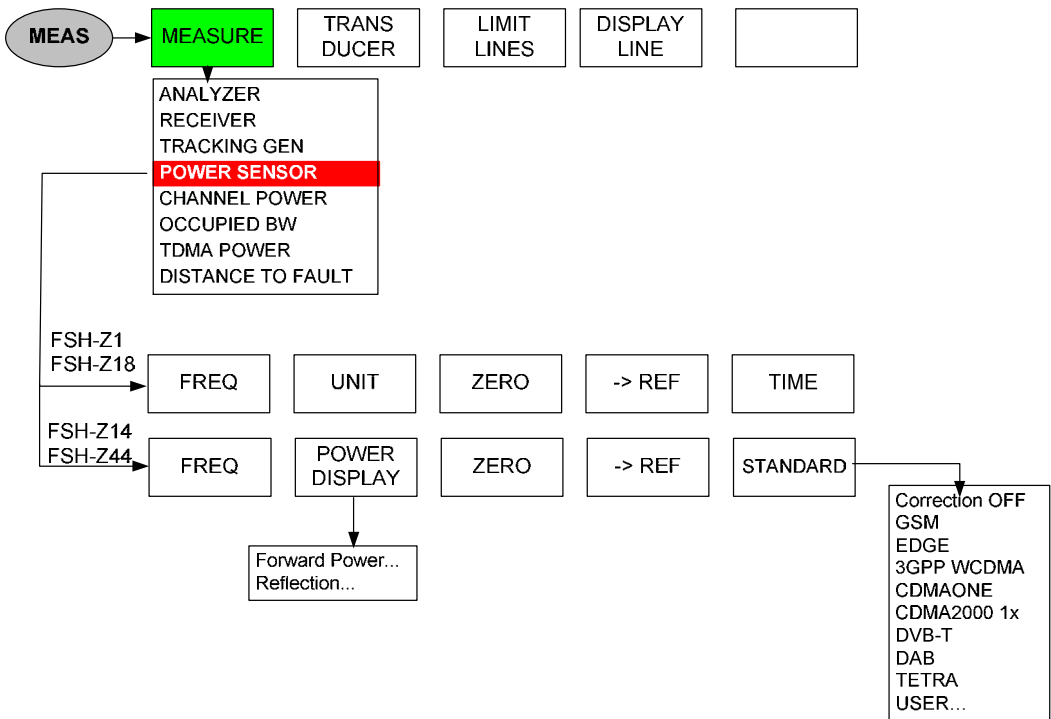 MEAS
MEASURE
TRANS
DUCER
LIMIT
LINES
DISPLAY
LINE
ANALYZER
RECEIVER
TRACKING GEN
POWER SENSOR
CHANNEL POWER
OCCUPIED BW
TDMA POWER
DISTANCE TO FAULT
FSH-Z1
FSH-Z18
FREQ
UNIT
ZERO
-> REF
TIME
FSH-Z14
FSH-Z44
FREQ
POWER
DISPLAY
ZERO
-> REF
STANDARD
Forward Power...
Reflection...
Correction OFF
GSM
EDGE
3GPP WCDMA
CDMAONE
CDMA2000 1x
DVB-T
DAB
TETRA
USER...